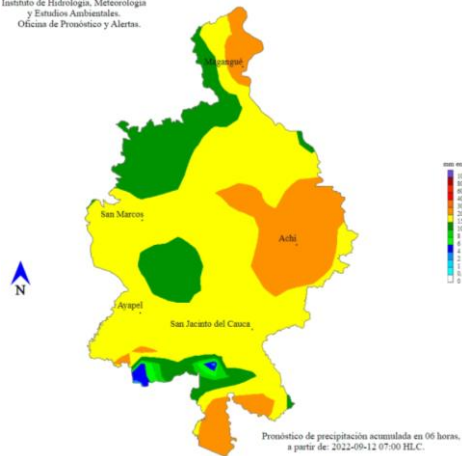 Instituto de Hidrología, Meteorología
y Estudios Ambientales.
Oficina de Pronóstico y Alertas.
Magangué
San Marcos
Achí
Ayapel
San Jacinto del Cauca
N
Pronóstico de precipitación acumulada en 06 horas,
a partir de: 2022-09-12 07:00 HLC.